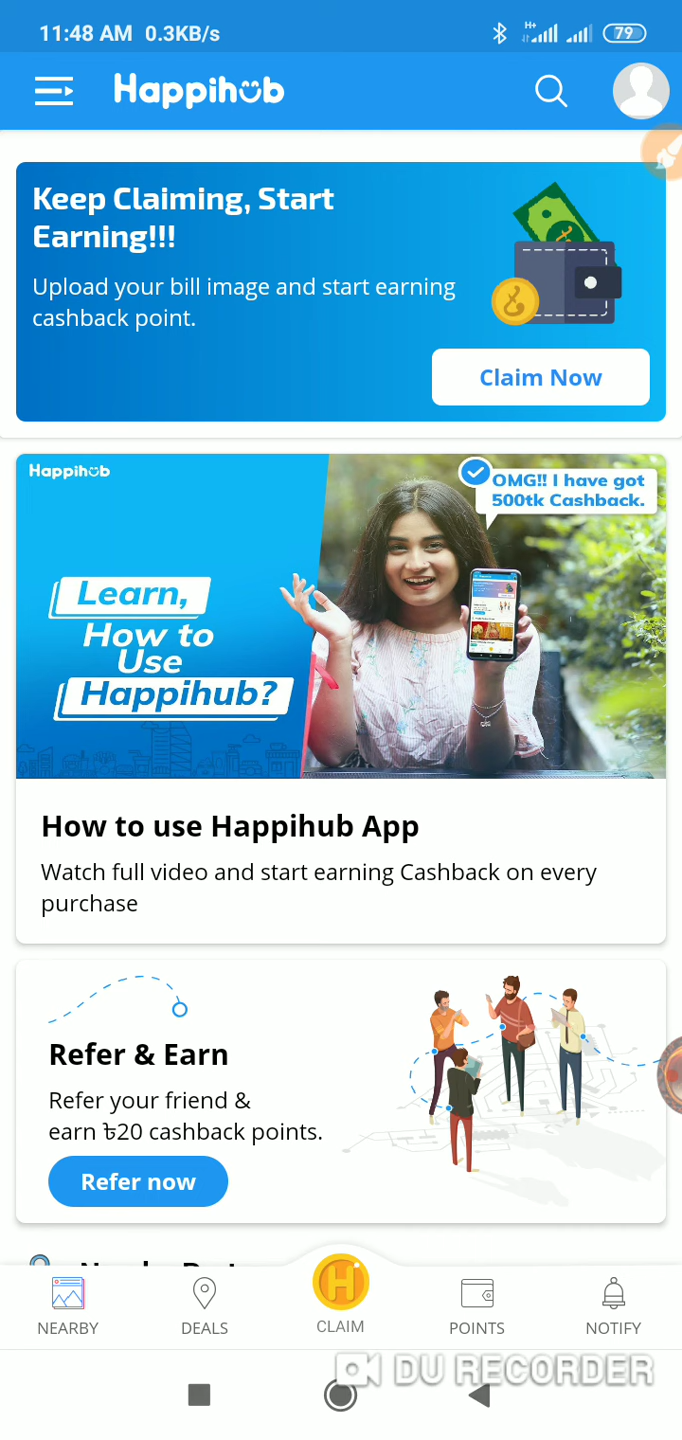 11:48 AM 0.3KB/s
H+
79
Happihub
Keep Claiming, Start
Earning!!!
Upload your bill image and start earning
cashback point.
Claim Now
Happihub
OMG!! I have got
500tk Cashback.
Learn,
How to
Use
Happihub?
How to use Happihub App
Watch full video and start earning Cashback on every
purchase
Refer & Earn
Refer your friend &
earn ৳20 cashback points.
Refer now
H
NEARBY
DEALS
CLAIM
POINTS
NOTIFY
DU RECORDER